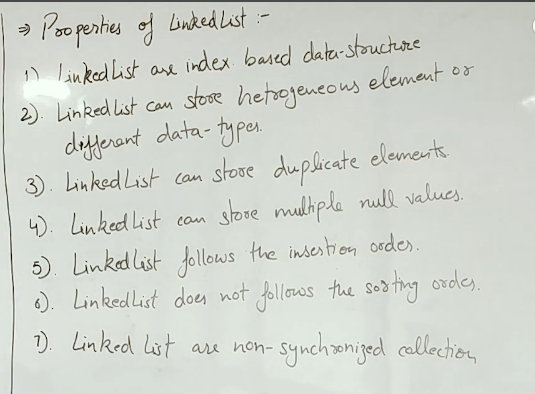 ⇒ Properties of LinkedList :-
1) LinkedList are index based data-structure
2). Linkedlist can store hetrogeneous element or
different data-types.
3). LinkedList can store duplicate elements.
4). LinkedList can store multiple null values.
5). LinkedList follows the insertion order.
6). LinkedList does not follows the sorting order.
7). Linked List are non-synchronized collection